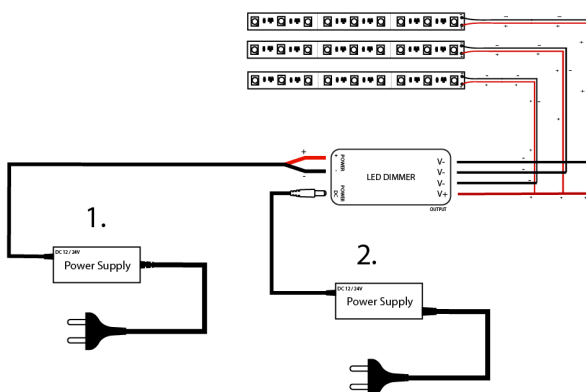 +
-
+
POWER
-
POWER
DC
LED DIMMER
V-
V-
V-
V+
OUTPUT
1.
DC 12 / 24V
Power Supply
2.
DC 12 / 24V
Power Supply